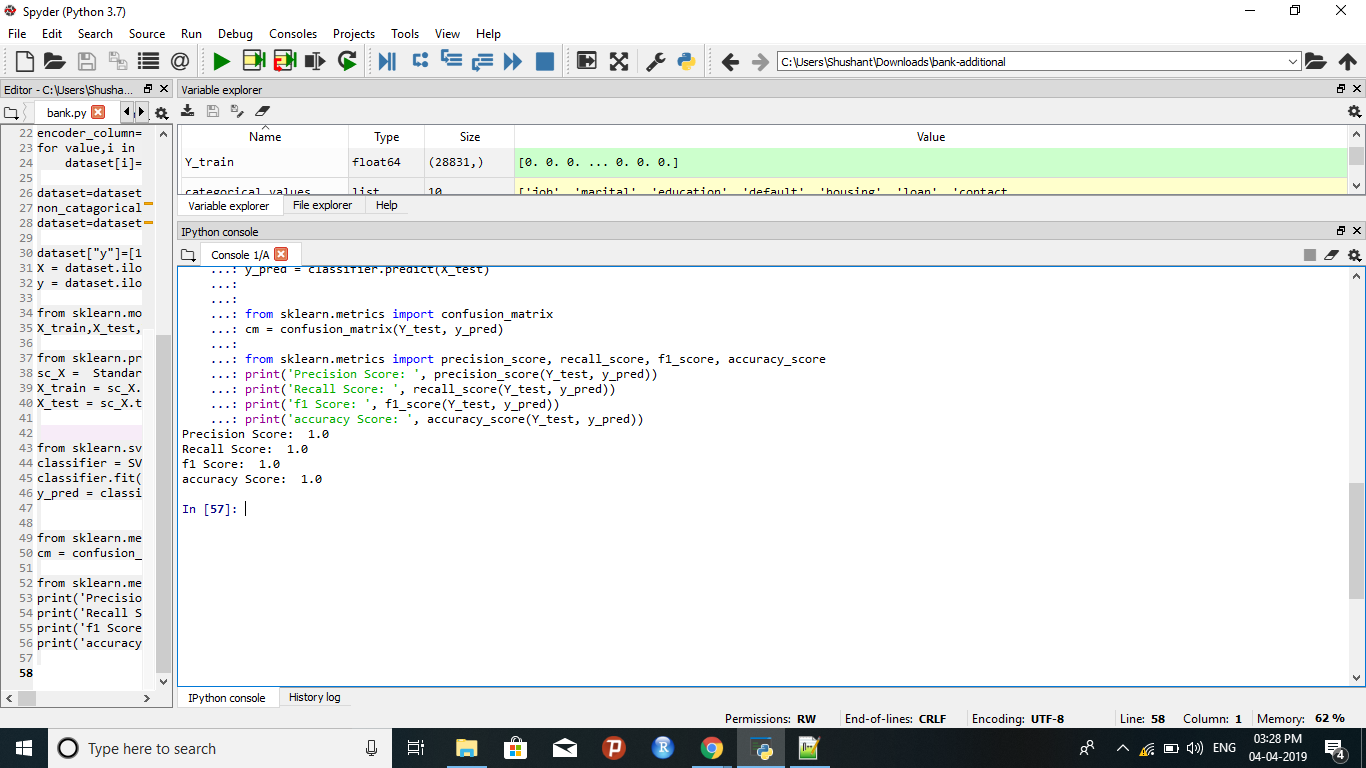 Spyder (Python 3.7)
File Edit Search Source Run Debug Consoles Projects Tools View Help
C:\Users\Shushant\Downloads\bank-additional
Editor - C:\Users\Shusha...
bank.py
22 encoder_column=
23 for value,i in
24 dataset[i]=
25
26 dataset=dataset
27 non_catagorical
28 dataset=dataset
29
30 dataset["y"]=[1
31 X = dataset.ilo
32 y = dataset.ilo
33
34 from sklearn.mo
35 X_train,X_test,
36
37 from sklearn.pr
38 sc_X = Standar
39 X_train = sc_X.
40 X_test = sc_X.t
41
42
43 from sklearn.sv
44 classifier = SV
45 classifier.fit(
46 y_pred = classi
47
48
49 from sklearn.me
50 cm = confusion_
51
52 from sklearn.me
53 print('Precisio
54 print('Recall S
55 print('f1 Score
56 print('accuracy
57
58
Variable explorer
Name Type Size Value
Y_train float64 (28831,) [0. 0. 0. ... 0. 0. 0.]
categorical_values list 10 ['job', 'marital', 'education', 'default', 'housing', 'loan', 'contact
Variable explorer File explorer Help
IPython console
Console 1/A
...: y_pred = classifier.predict(X_test)
...:
...:
...: from sklearn.metrics import confusion_matrix
...: cm = confusion_matrix(Y_test, y_pred)
...:
...: from sklearn.metrics import precision_score, recall_score, f1_score, accuracy_score
...: print('Precision Score: ', precision_score(Y_test, y_pred))
...: print('Recall Score: ', recall_score(Y_test, y_pred))
...: print('f1 Score: ', f1_score(Y_test, y_pred))
...: print('accuracy Score: ', accuracy_score(Y_test, y_pred))
Precision Score: 1.0
Recall Score: 1.0
f1 Score: 1.0
accuracy Score: 1.0
In [57]:
IPython console History log
Permissions: RW End-of-lines: CRLF Encoding: UTF-8 Line: 58 Column: 1 Memory: 62 %
Type here to search
ENG
03:28 PM
04-04-2019
4